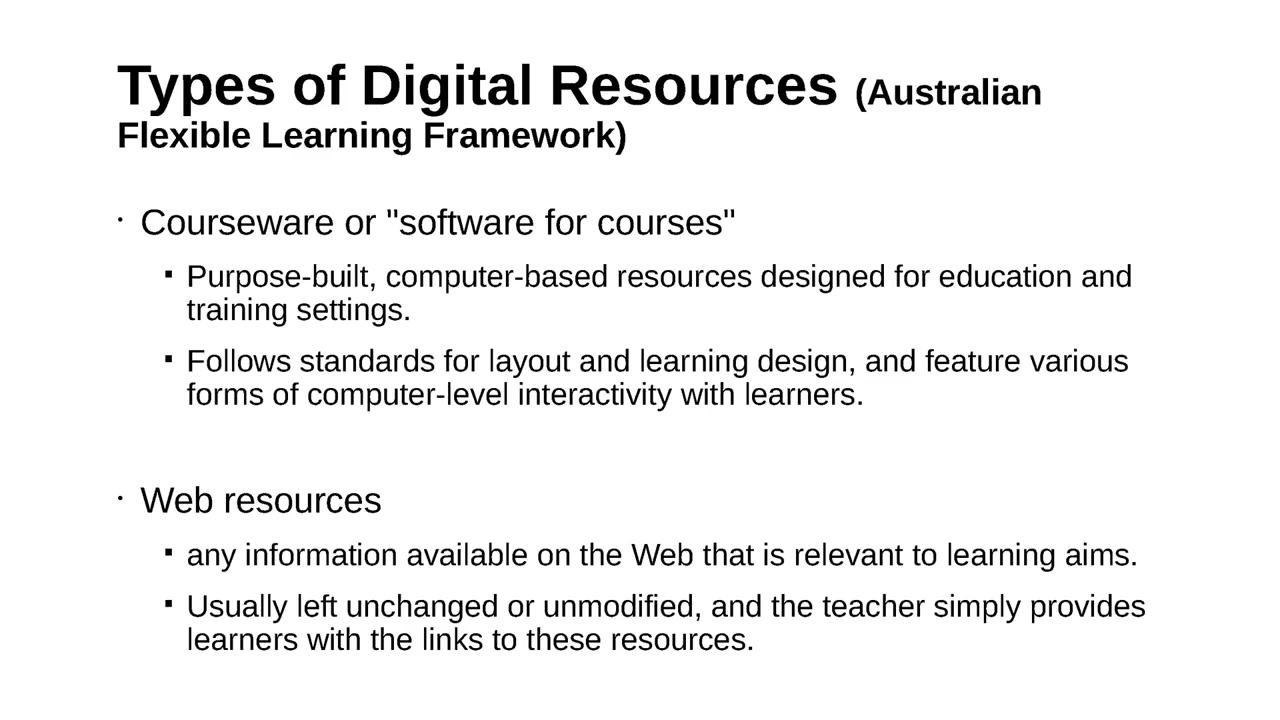 Types of Digital Resources (Australian
Flexible Learning Framework)
· Courseware or "software for courses"
▪ Purpose-built, computer-based resources designed for education and
training settings.
▪ Follows standards for layout and learning design, and feature various
forms of computer-level interactivity with learners.
· Web resources
▪ any information available on the Web that is relevant to learning aims.
▪ Usually left unchanged or unmodified, and the teacher simply provides
learners with the links to these resources.